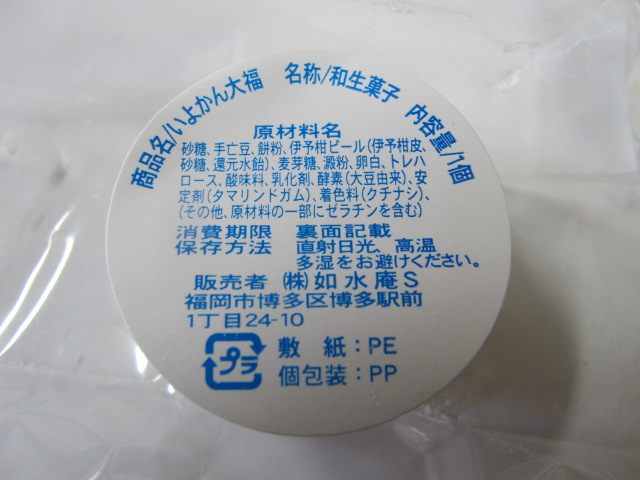 商品名/いよかん大福 名称/和生菓子 内容量/1個
原材料名
砂糖、手亡豆、餅粉、伊予柑ピール(伊予柑皮、
砂糖、還元水飴)、麦芽糖、澱粉、卵白、トレハ
ロース、酸味料、乳化剤、酵素(大豆由来)、安
定剤(タマリンドガム)、着色料(クチナシ)、
(その他、原材料の一部にゼラチンを含む)
消費期限 裏面記載
保存方法 直射日光、高温
多湿をお避けください。
販売者 (株)如水庵S
福岡市博多区博多駅前
1丁目24-10
プラ
敷紙:PE
個包装:PP